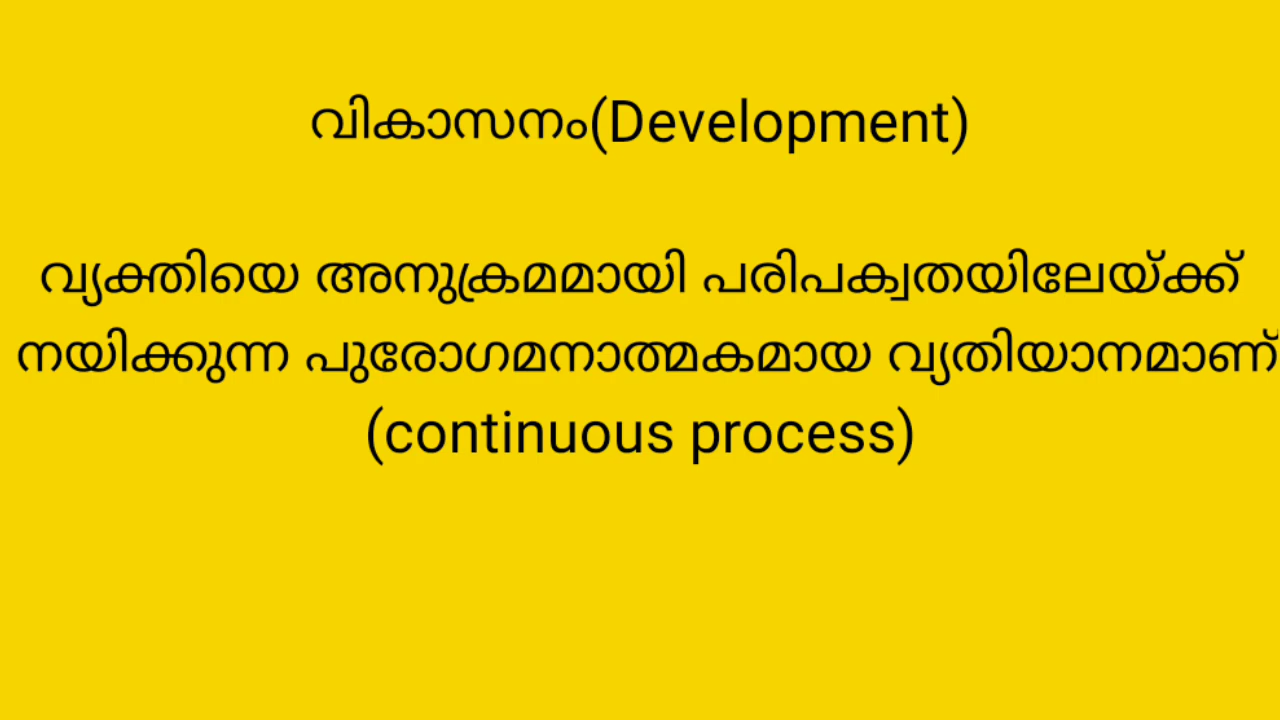 വികാസനം(Development)
വ്യക്തിയെ അനുക്രമമായി പരിപക്വതയിലേയ്ക്ക്
നയിക്കുന്ന പുരോഗമനാത്മകമായ വ്യതിയാനമാണ്
(continuous process)